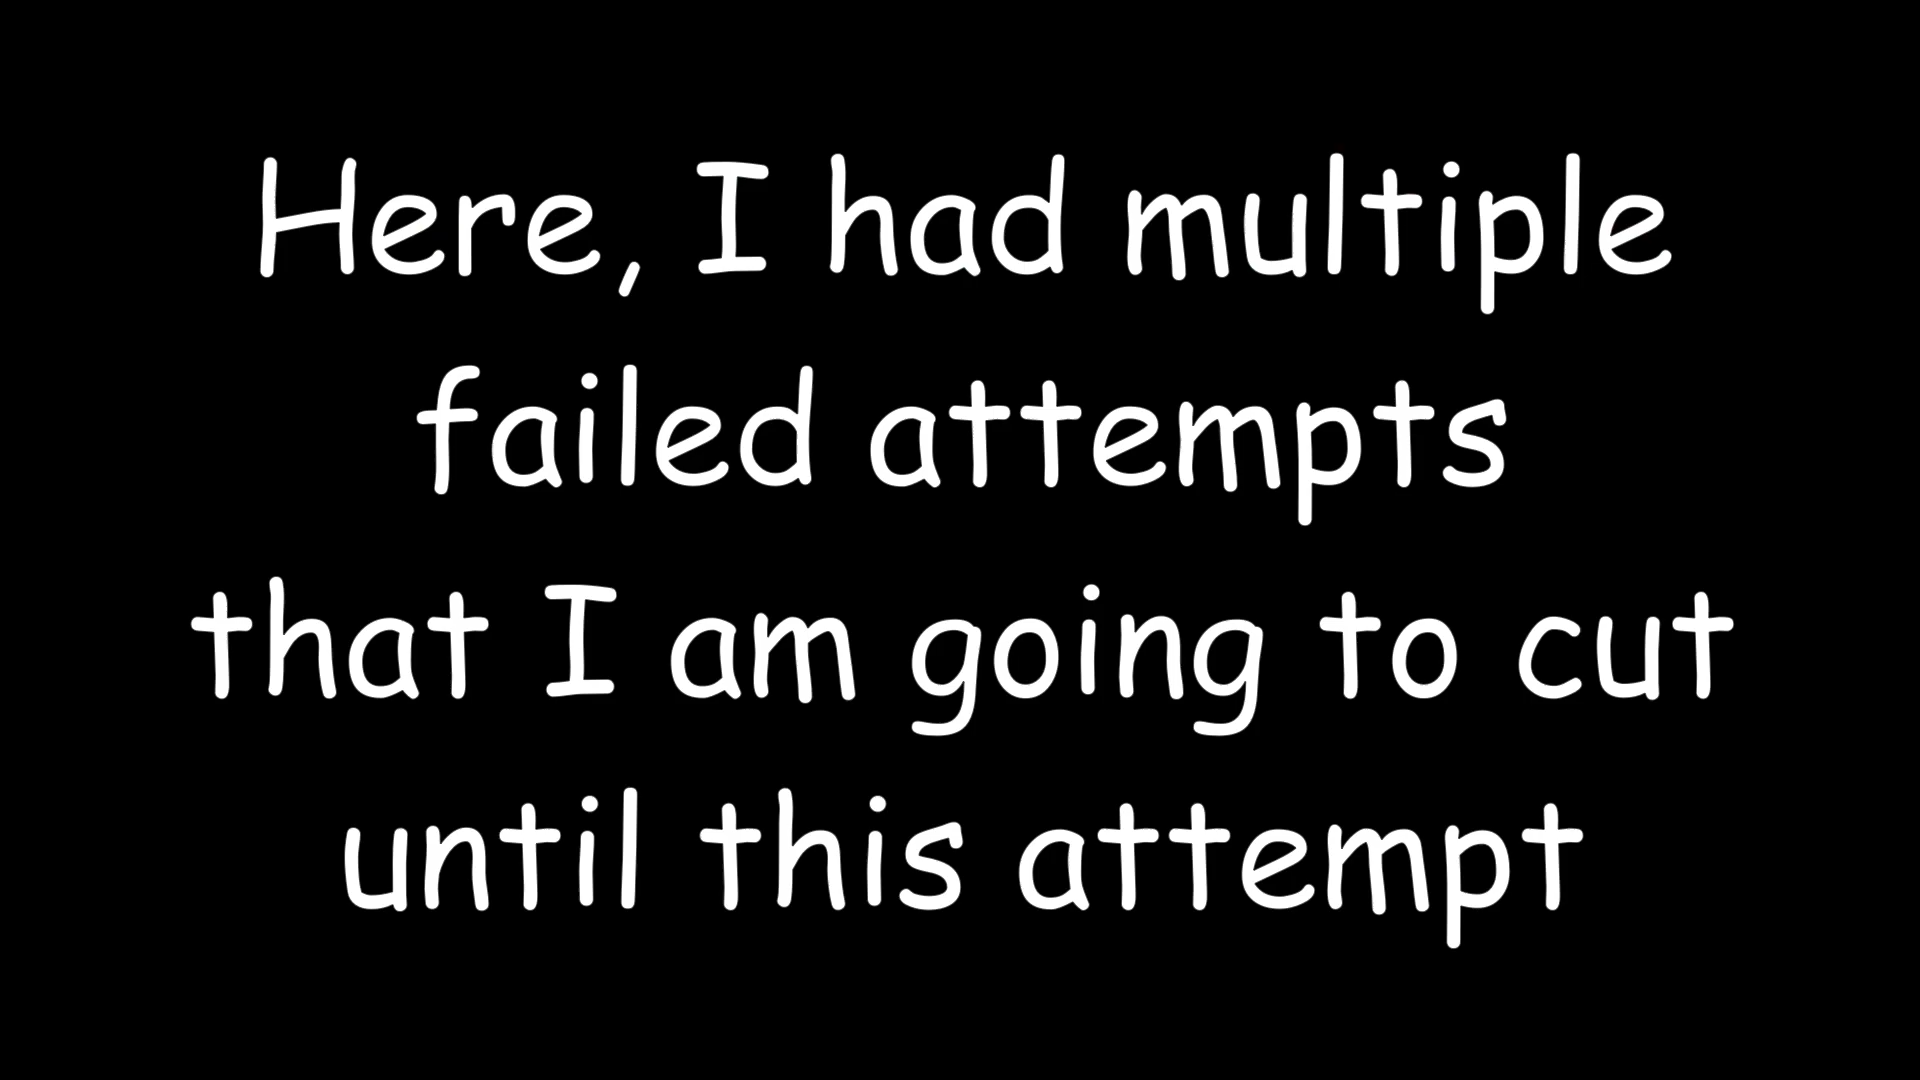 Here, I had multiple
failed attempts
that I am going to cut
until this attempt